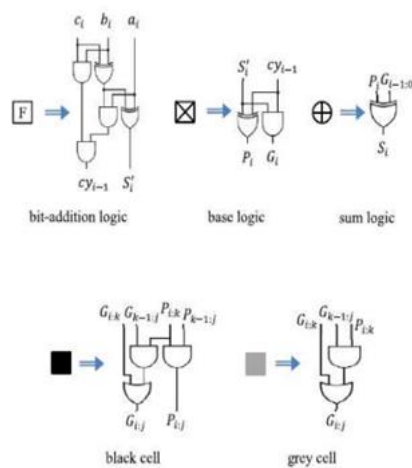 c_i b_i a_i
F
cy_{i-1} S'_i
bit-addition logic
S'_i cy_{i-1}
P_i G_i
base logic
P_i G_{i-1:0}
S_i
sum logic
G_{i:k} G_{k-1:j} P_{i:k} P_{k-1:j}
G_{i:j} P_{i:j}
black cell
G_{i:k} G_{k-1:j} P_{i:k}
G_{i:j}
grey cell